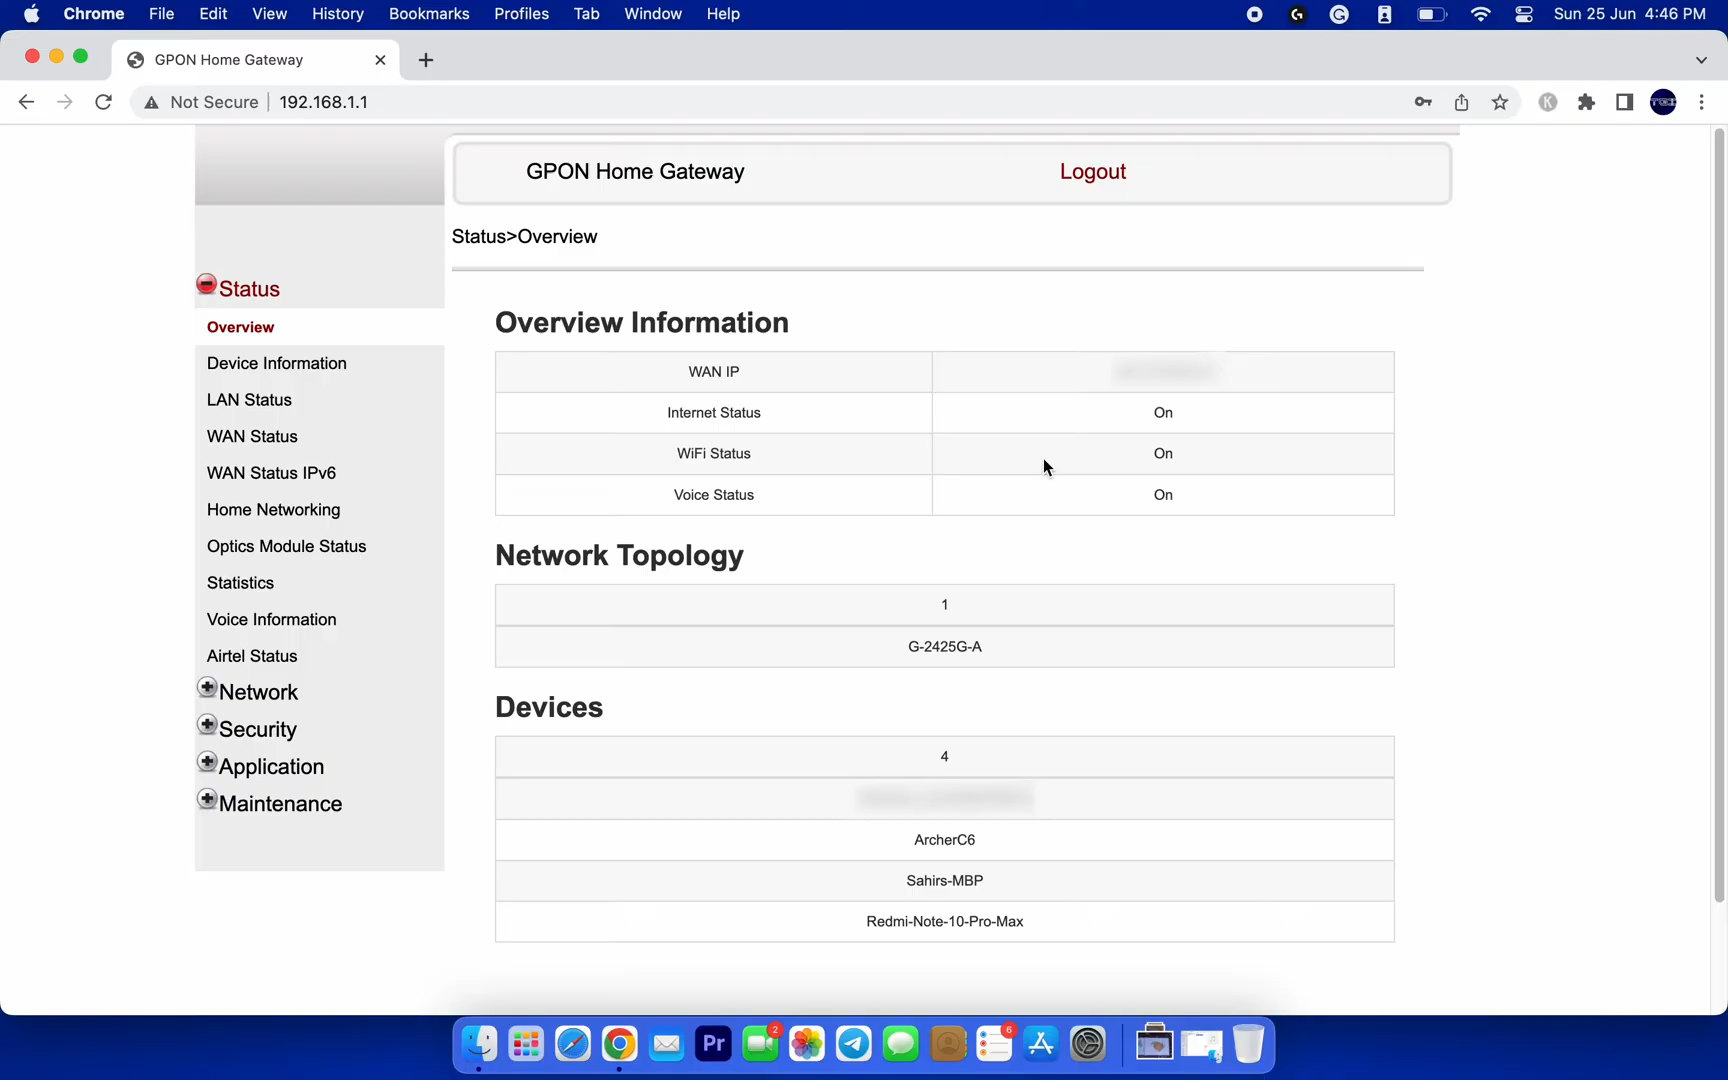 Chrome File Edit View History Bookmarks Profiles Tab Window Help Sun 25 Jun 4:46 PM
GPON Home Gateway
Not Secure 192.168.1.1
GPON Home Gateway Logout
Status>Overview
Status
Overview
Device Information
LAN Status
WAN Status
WAN Status IPv6
Home Networking
Optics Module Status
Statistics
Voice Information
Airtel Status
Network
Security
Application
Maintenance
Overview Information
WAN IP
Internet Status On
WiFi Status On
Voice Status On
Network Topology
1
G-2425G-A
Devices
4
ArcherC6
Sahirs-MBP
Redmi-Note-10-Pro-Max
Pr 2 6